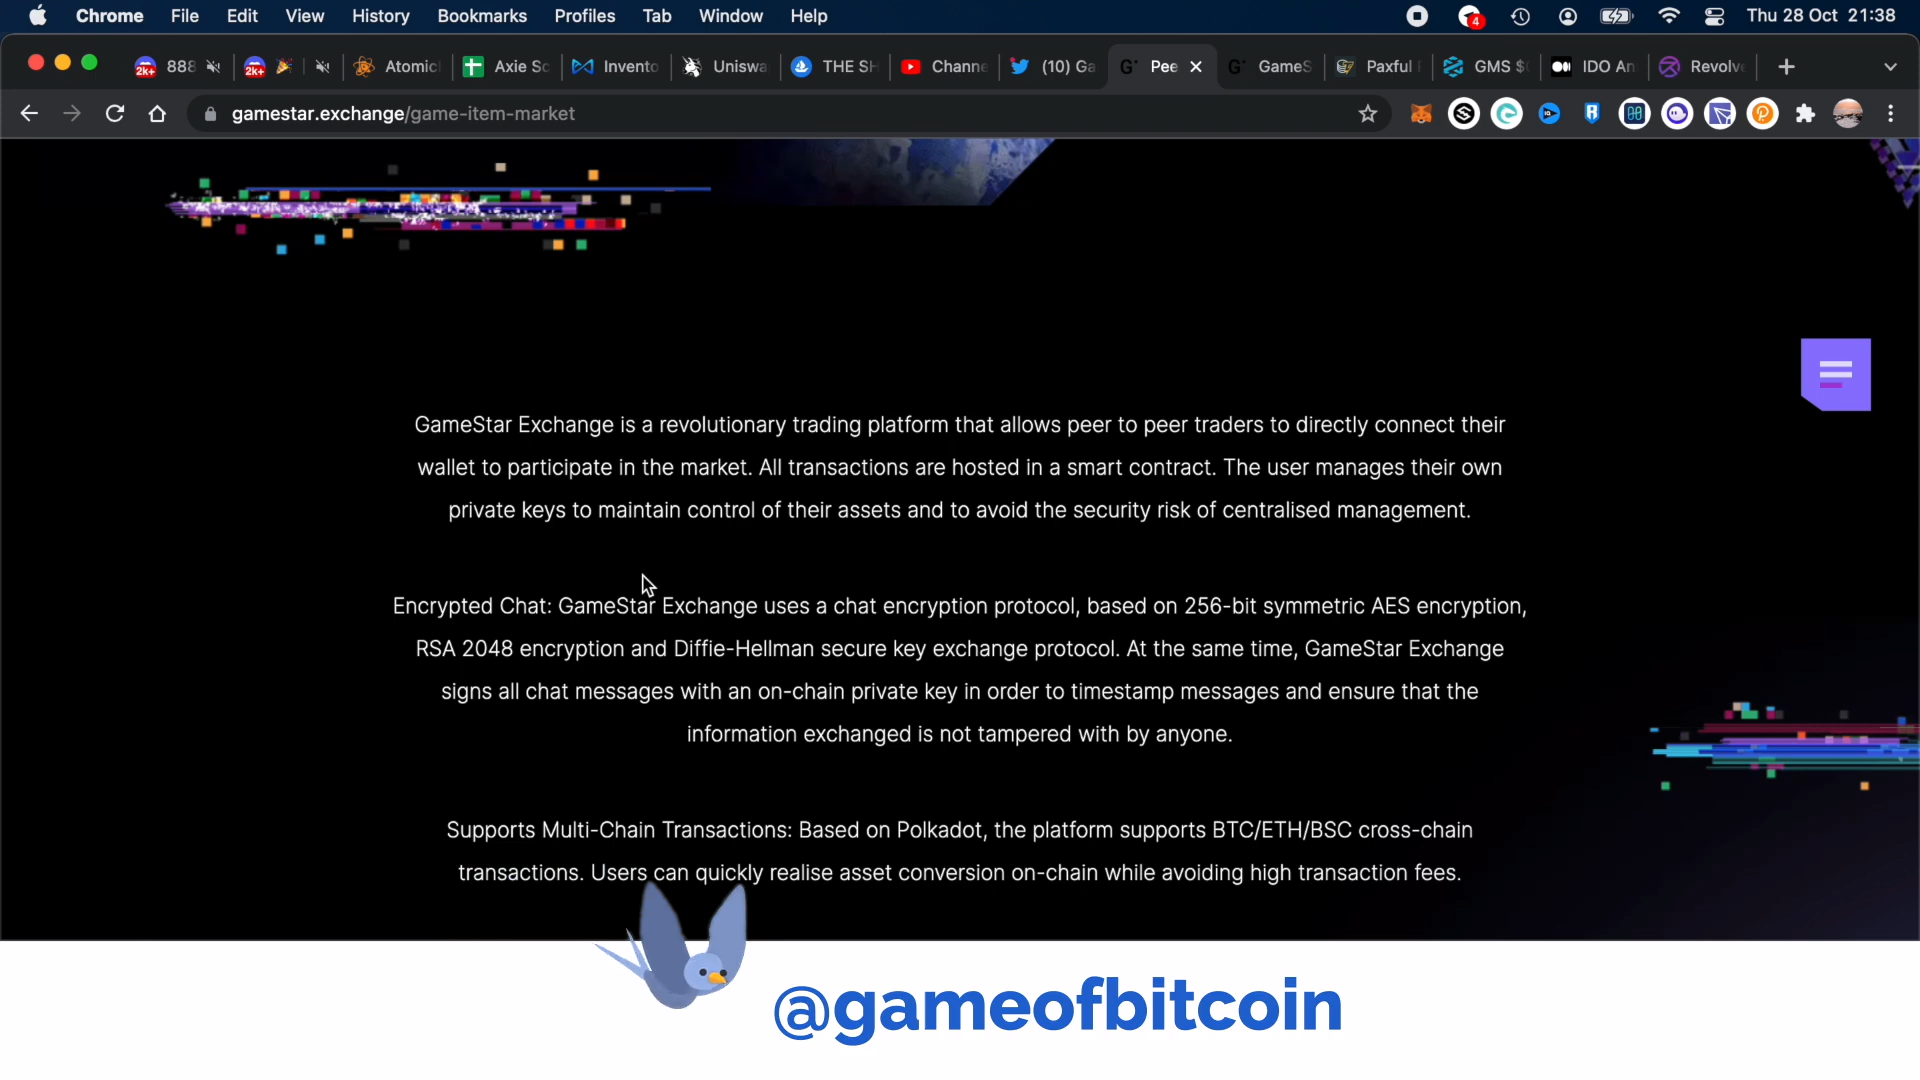 Chrome File Edit View History Bookmarks Profiles Tab Window Help 4 Thu 28 Oct 21:38
2k+ 888 2k+ Atomic Axie Sc Invento Uniswa THE SH Channe (10) Ga G Pee G GameS Paxful GMS $ IDO An Revolve
gamestar.exchange/game-item-market
GameStar Exchange is a revolutionary trading platform that allows peer to peer traders to directly connect their
wallet to participate in the market. All transactions are hosted in a smart contract. The user manages their own
private keys to maintain control of their assets and to avoid the security risk of centralised management.
Encrypted Chat: GameStar Exchange uses a chat encryption protocol, based on 256-bit symmetric AES encryption,
RSA 2048 encryption and Diffie-Hellman secure key exchange protocol. At the same time, GameStar Exchange
signs all chat messages with an on-chain private key in order to timestamp messages and ensure that the
information exchanged is not tampered with by anyone.
Supports Multi-Chain Transactions: Based on Polkadot, the platform supports BTC/ETH/BSC cross-chain
transactions. Users can quickly realise asset conversion on-chain while avoiding high transaction fees.
@gameofbitcoin